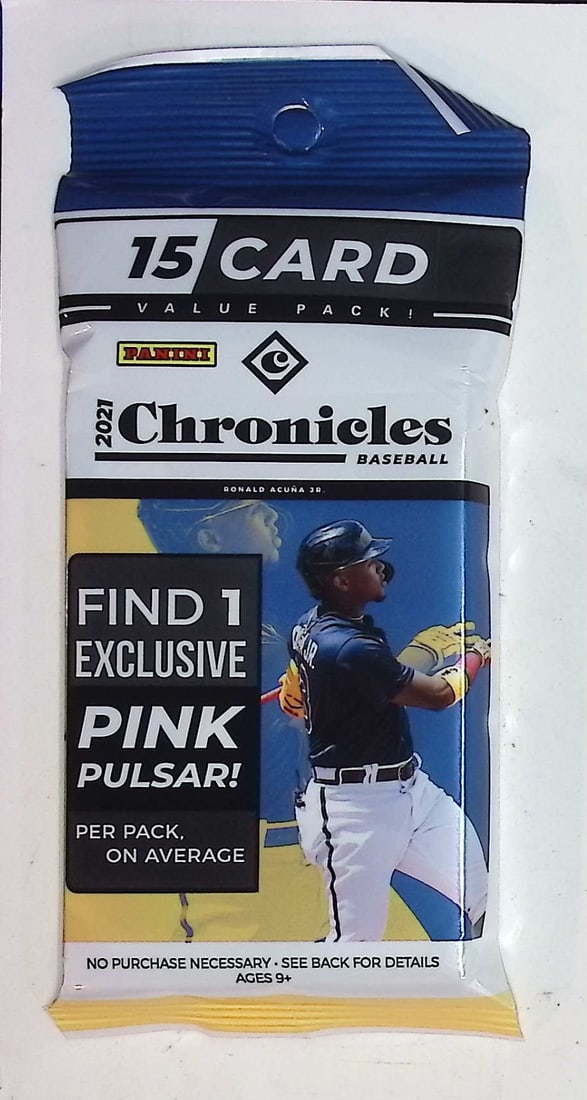 15 CARD
VALUE PACK!
PANINI
C
2021 Chronicles
BASEBALL
RONALD ACUÑA JR.
FIND 1
EXCLUSIVE
PINK
PULSAR!
PER PACK,
ON AVERAGE
NO PURCHASE NECESSARY • SEE BACK FOR DETAILS
AGES 9+